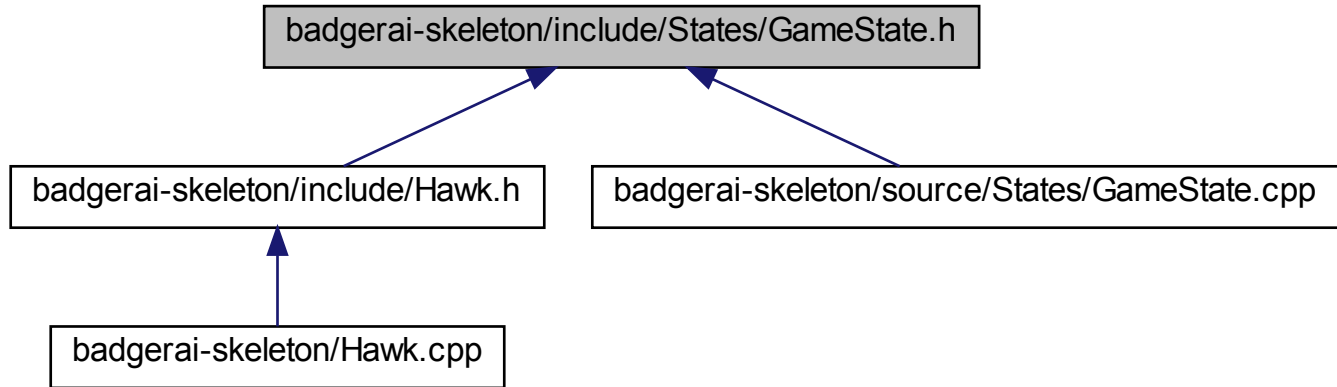 badgerai-skeleton/include/States/GameState.h
badgerai-skeleton/include/Hawk.h
badgerai-skeleton/source/States/GameState.cpp
badgerai-skeleton/Hawk.cpp